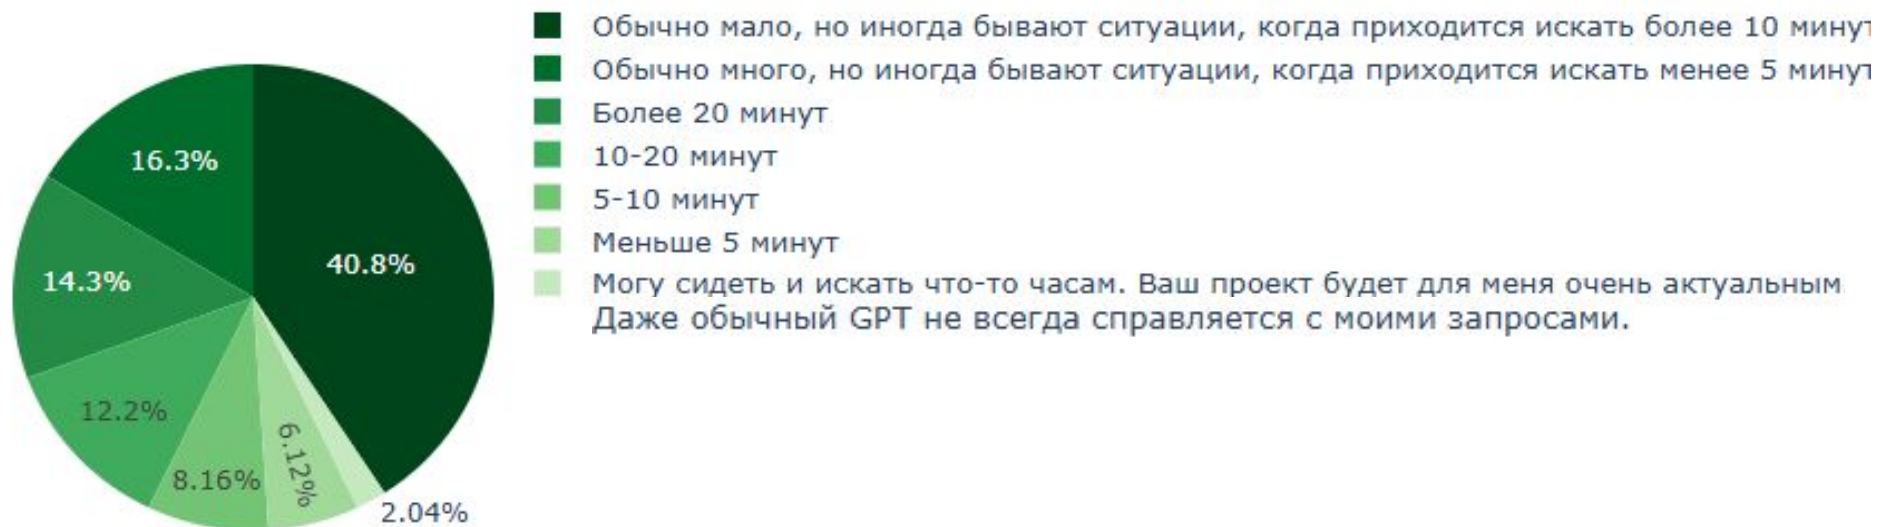 Обычно мало, но иногда бывают ситуации, когда приходится искать более 10 минут
Обычно много, но иногда бывают ситуации, когда приходится искать менее 5 минут
Более 20 минут
10-20 минут
5-10 минут
Меньше 5 минут
Могу сидеть и искать что-то часам. Ваш проект будет для меня очень актуальным
Даже обычный GPT не всегда справляется с моими запросами.
16.3%
40.8%
14.3%
12.2%
8.16%
6.12%
2.04%